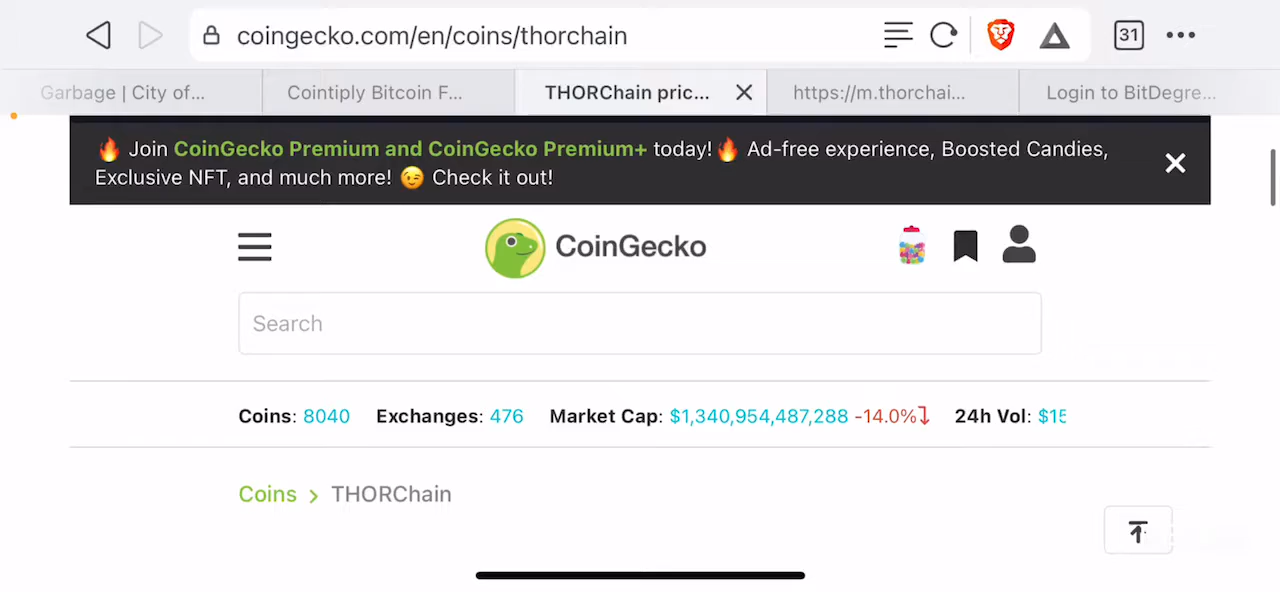 coingecko.com/en/coins/thorchain
31
Garbage | City of...
Cointiply Bitcoin F...
THORChain pric...
https://m.thorchai...
Login to BitDegre...
🔥 Join CoinGecko Premium and CoinGecko Premium+ today!🔥 Ad-free experience, Boosted Candies,
Exclusive NFT, and much more! 😉 Check it out!
CoinGecko
Search
Coins: 8040 Exchanges: 476 Market Cap: $1,340,954,487,288 -14.0% 24h Vol:
Coins > THORChain